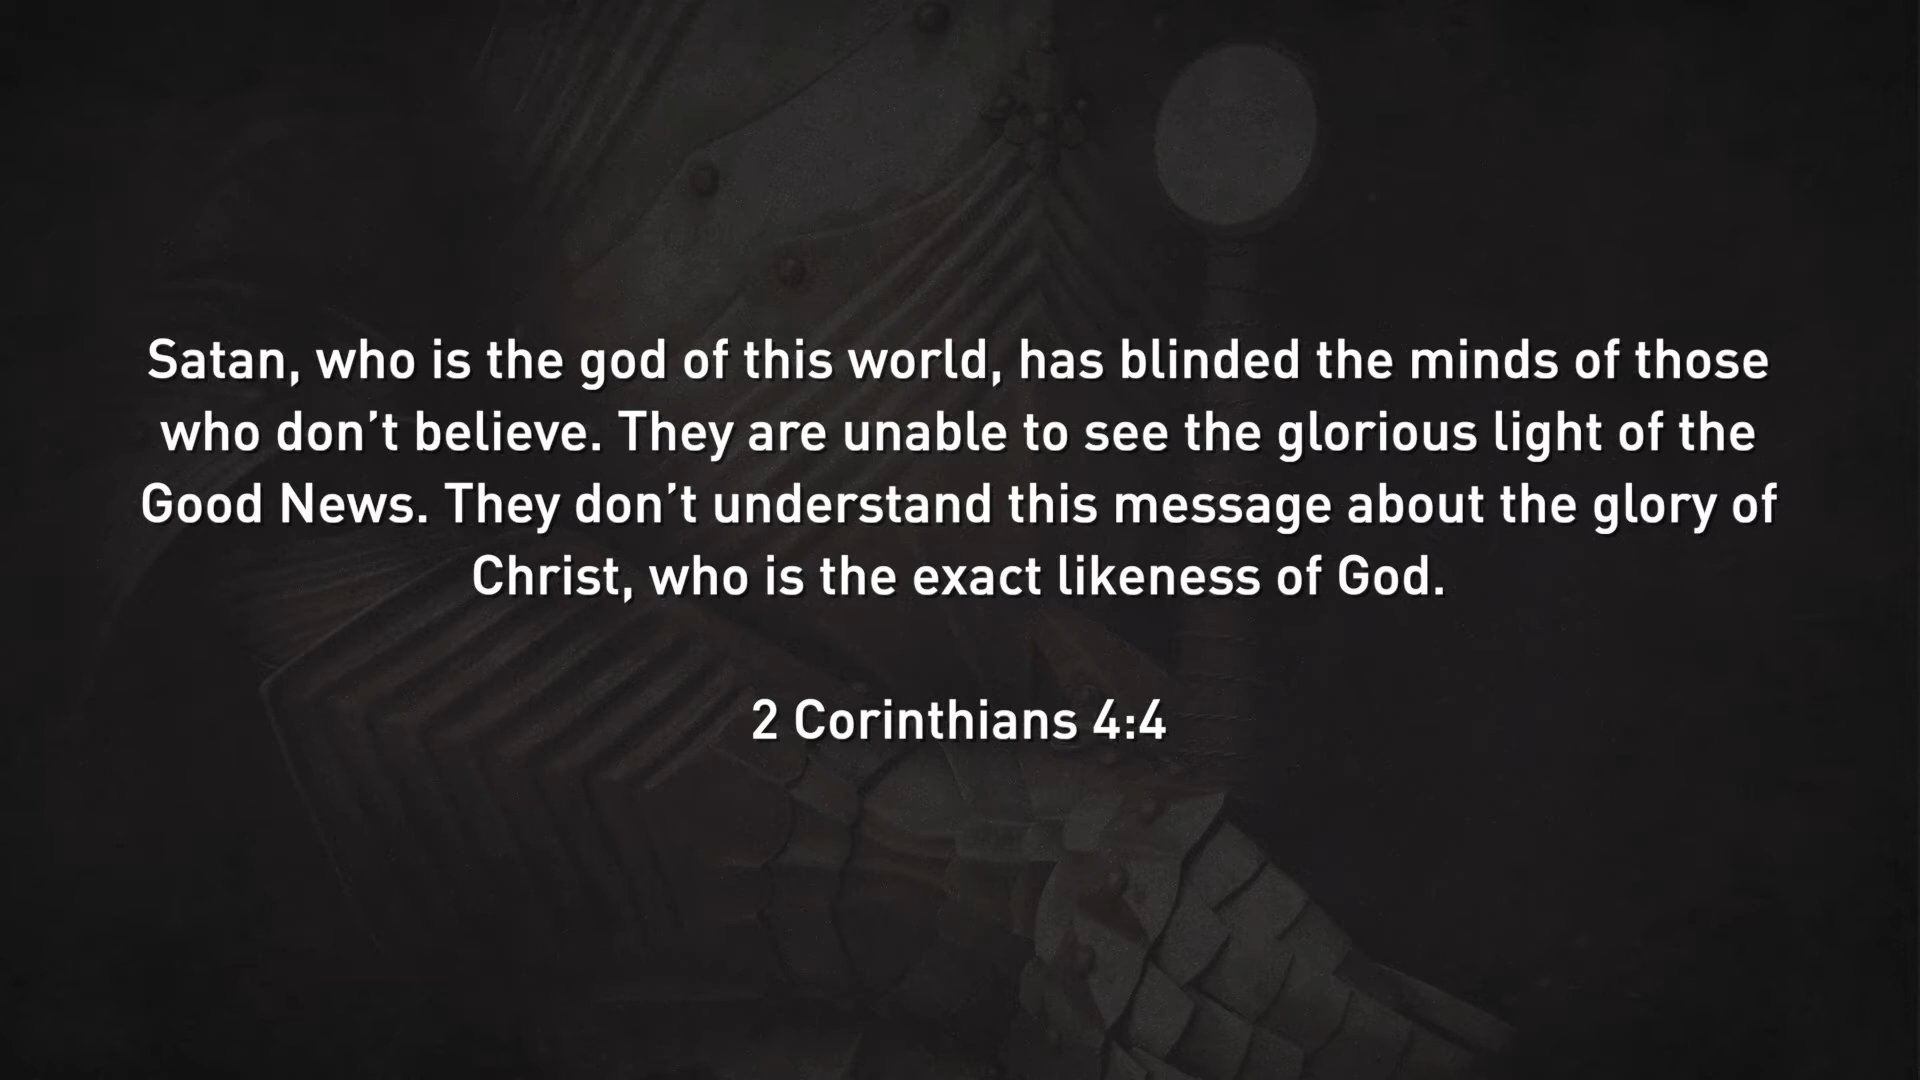 Satan, who is the god of this world, has blinded the minds of those
who don’t believe. They are unable to see the glorious light of the
Good News. They don’t understand this message about the glory of
Christ, who is the exact likeness of God.
2 Corinthians 4:4